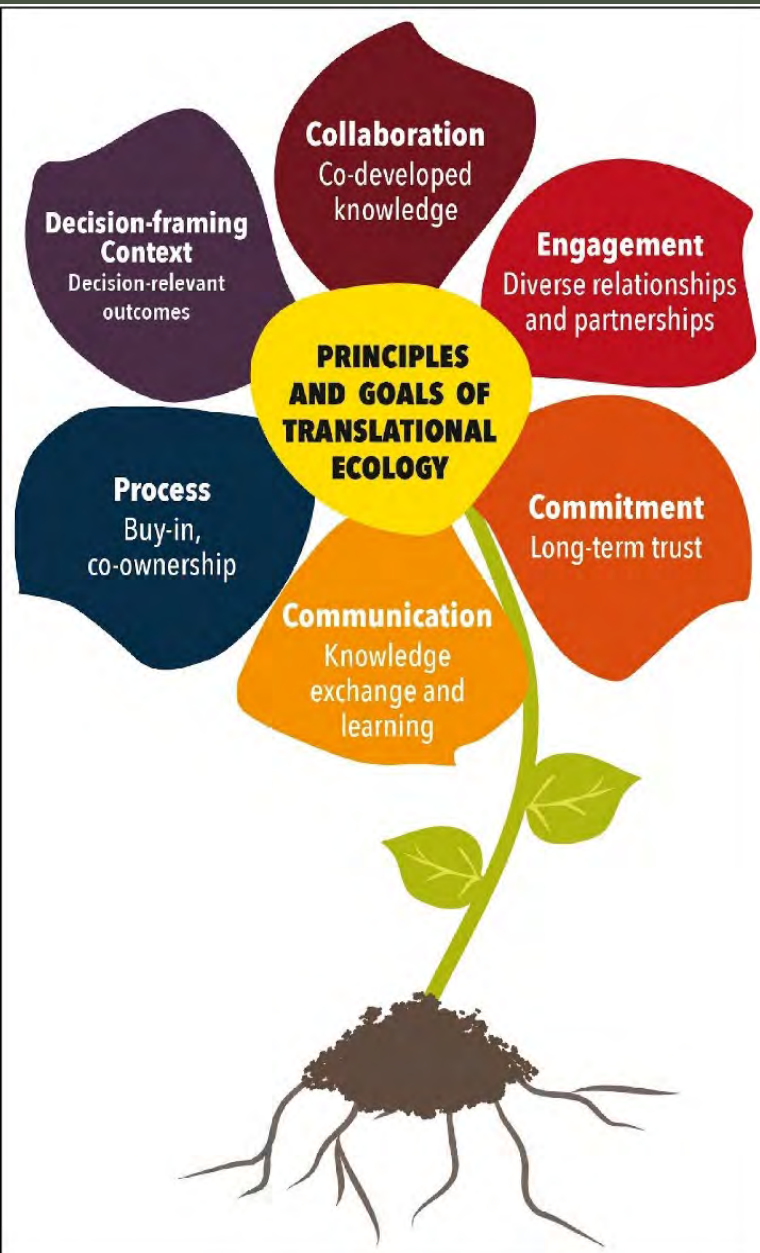 PRINCIPLES
AND GOALS OF
TRANSLATIONAL
ECOLOGY
Collaboration
Co-developed
knowledge
Engagement
Diverse relationships
and partnerships
Commitment
Long-term trust
Communication
Knowledge
exchange and
learning
Process
Buy-in,
co-ownership
Decision-framing
Context
Decision-relevant
outcomes